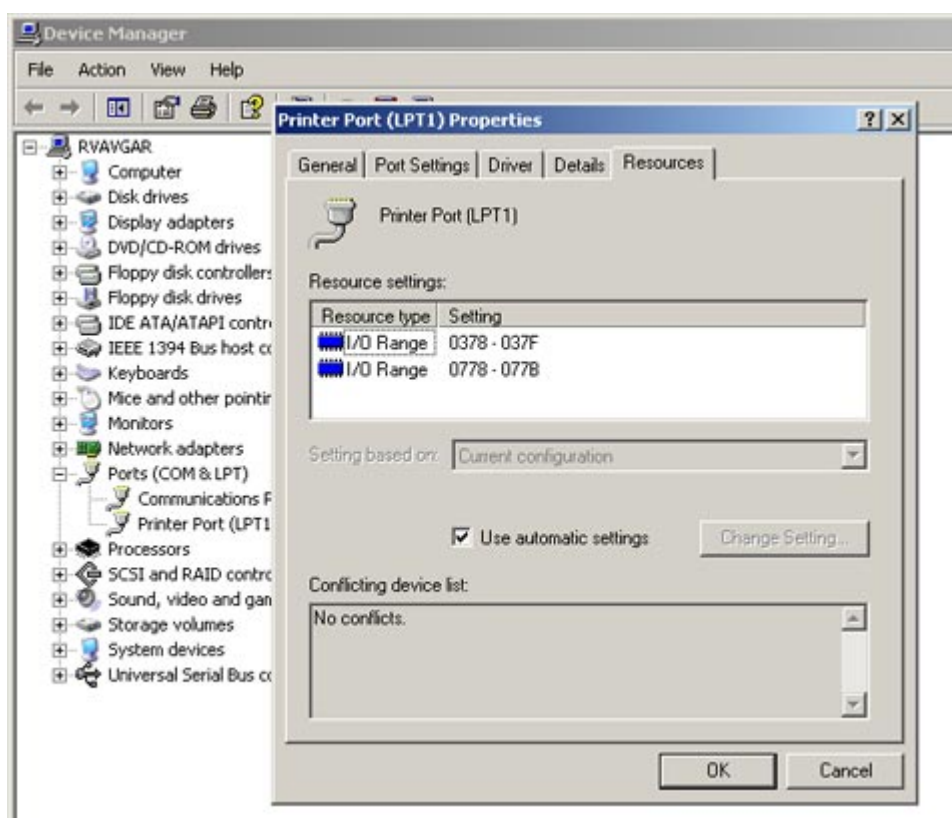 Device Manager
File Action View Help
RVAVGAR
Computer
Disk drives
Display adapters
DVD/CD-ROM drives
Floppy disk controllers
Floppy disk drives
IDE ATA/ATAPI contr
IEEE 1394 Bus host co
Keyboards
Mice and other pointin
Monitors
Network adapters
Ports (COM & LPT)
Communications P
Printer Port (LPT1
Processors
SCSI and RAID contro
Sound, video and gam
Storage volumes
System devices
Universal Serial Bus co
Printer Port (LPT1) Properties
General Port Settings Driver Details Resources
Printer Port (LPT1)
Resource settings:
Resource type Setting
I/O Range 0378 - 037F
I/O Range 0778 - 077B
Setting based on: Current configuration
Use automatic settings Change Setting...
Conflicting device list:
No conflicts.
OK Cancel